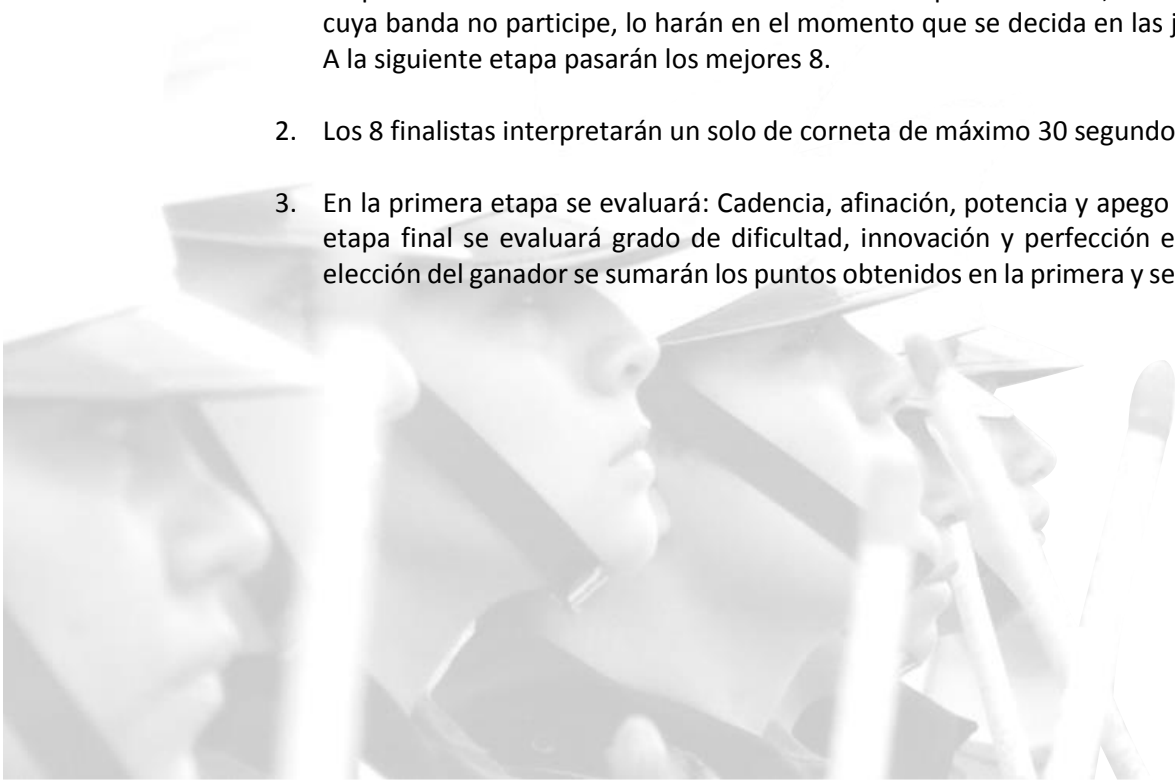 cuya banda no participe, lo harán en el momento que se decida en las j
A la siguiente etapa pasarán los mejores 8.
2. Los 8 finalistas interpretarán un solo de corneta de máximo 30 segundo
3. En la primera etapa se evaluará: Cadencia, afinación, potencia y apego
etapa final se evaluará grado de dificultad, innovación y perfección e
elección del ganador se sumarán los puntos obtenidos en la primera y se